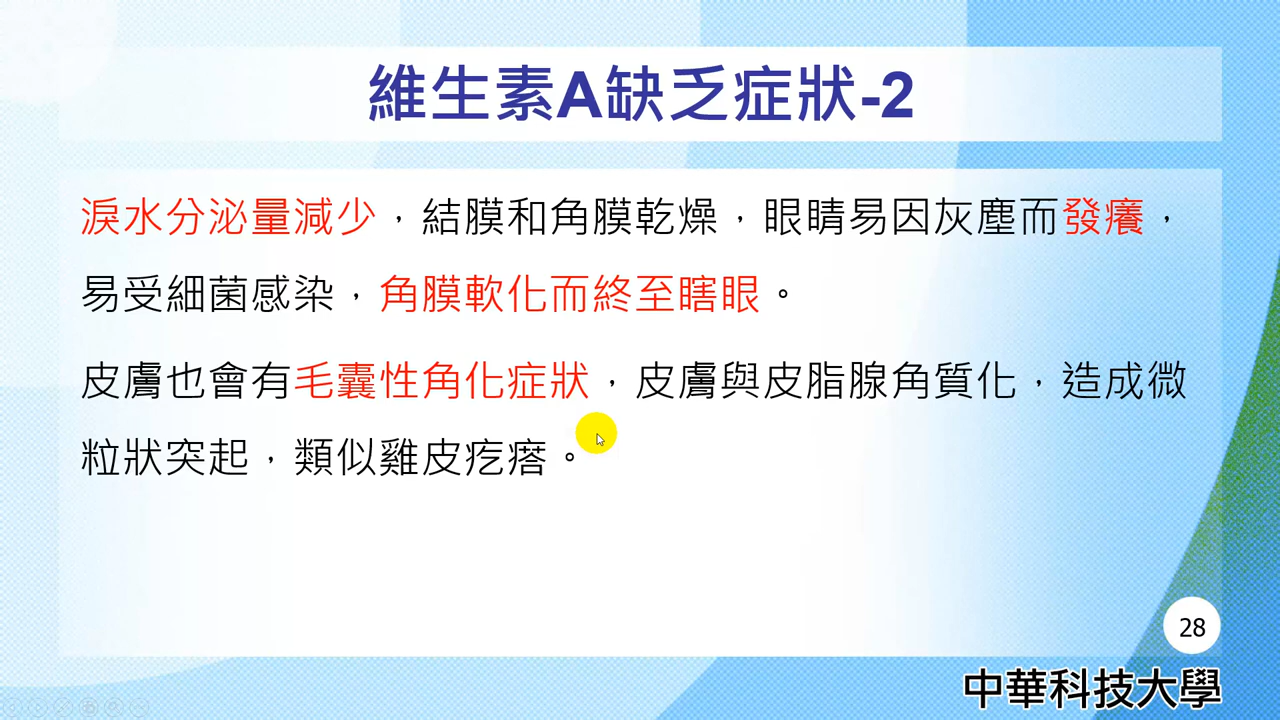 維生素A缺乏症狀-2
淚水分泌量減少，結膜和角膜乾燥，眼睛易因灰塵而發癢，
易受細菌感染，角膜軟化而終至瞎眼。
皮膚也會有毛囊性角化症狀，皮膚與皮脂腺角質化，造成微
粒狀突起，類似雞皮疙瘩。
28
中華科技大學